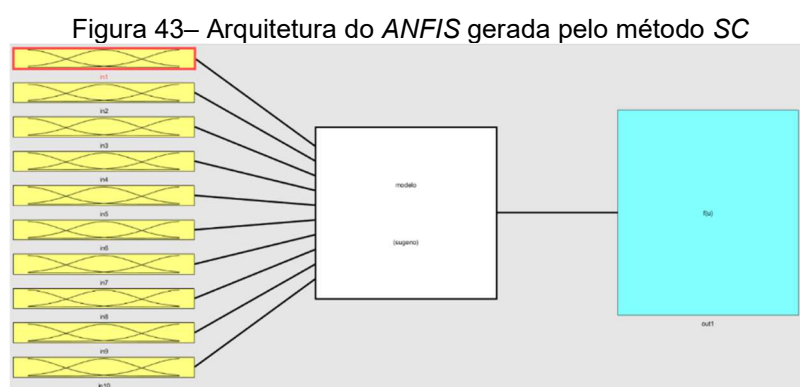 Figura 43– Arquitetura do ANFIS gerada pelo método SC
in1
in2
in3
in4
in5
in6
in7
in8
in9
in10
modelo
(sugeno)
f(u)
out1